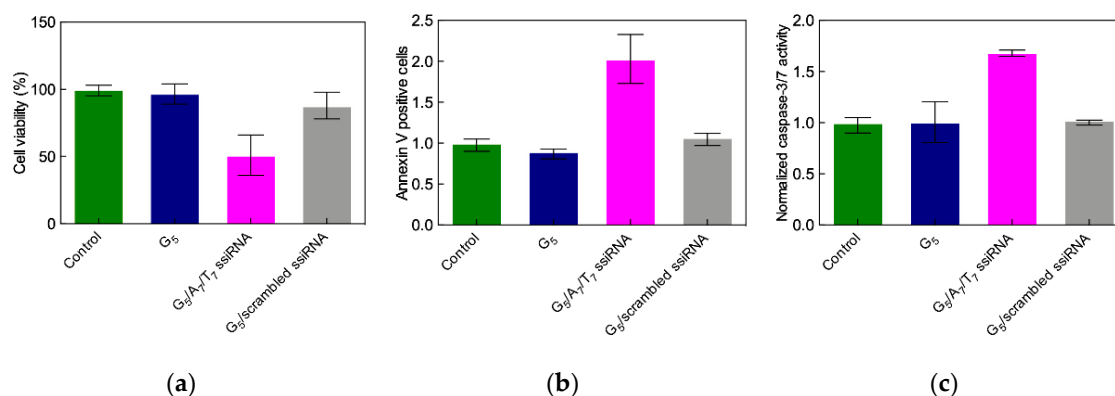 150
100
50
0
Cell viability (%)
Control
G5
G5/A7/T7 ssiRNA
G5/scrambled ssiRNA
(a)
2.5
2.0
1.5
1.0
0.5
0.0
Annexin V positive cells
Control
G5
G5/A7/T7 ssiRNA
G5/scrambled ssiRNA
(b)
2.0
1.5
1.0
0.5
0.0
Normalized caspase-3/7 activity
Control
G5
G5/A7/T7 ssiRNA
G5/scrambled ssiRNA
(c)